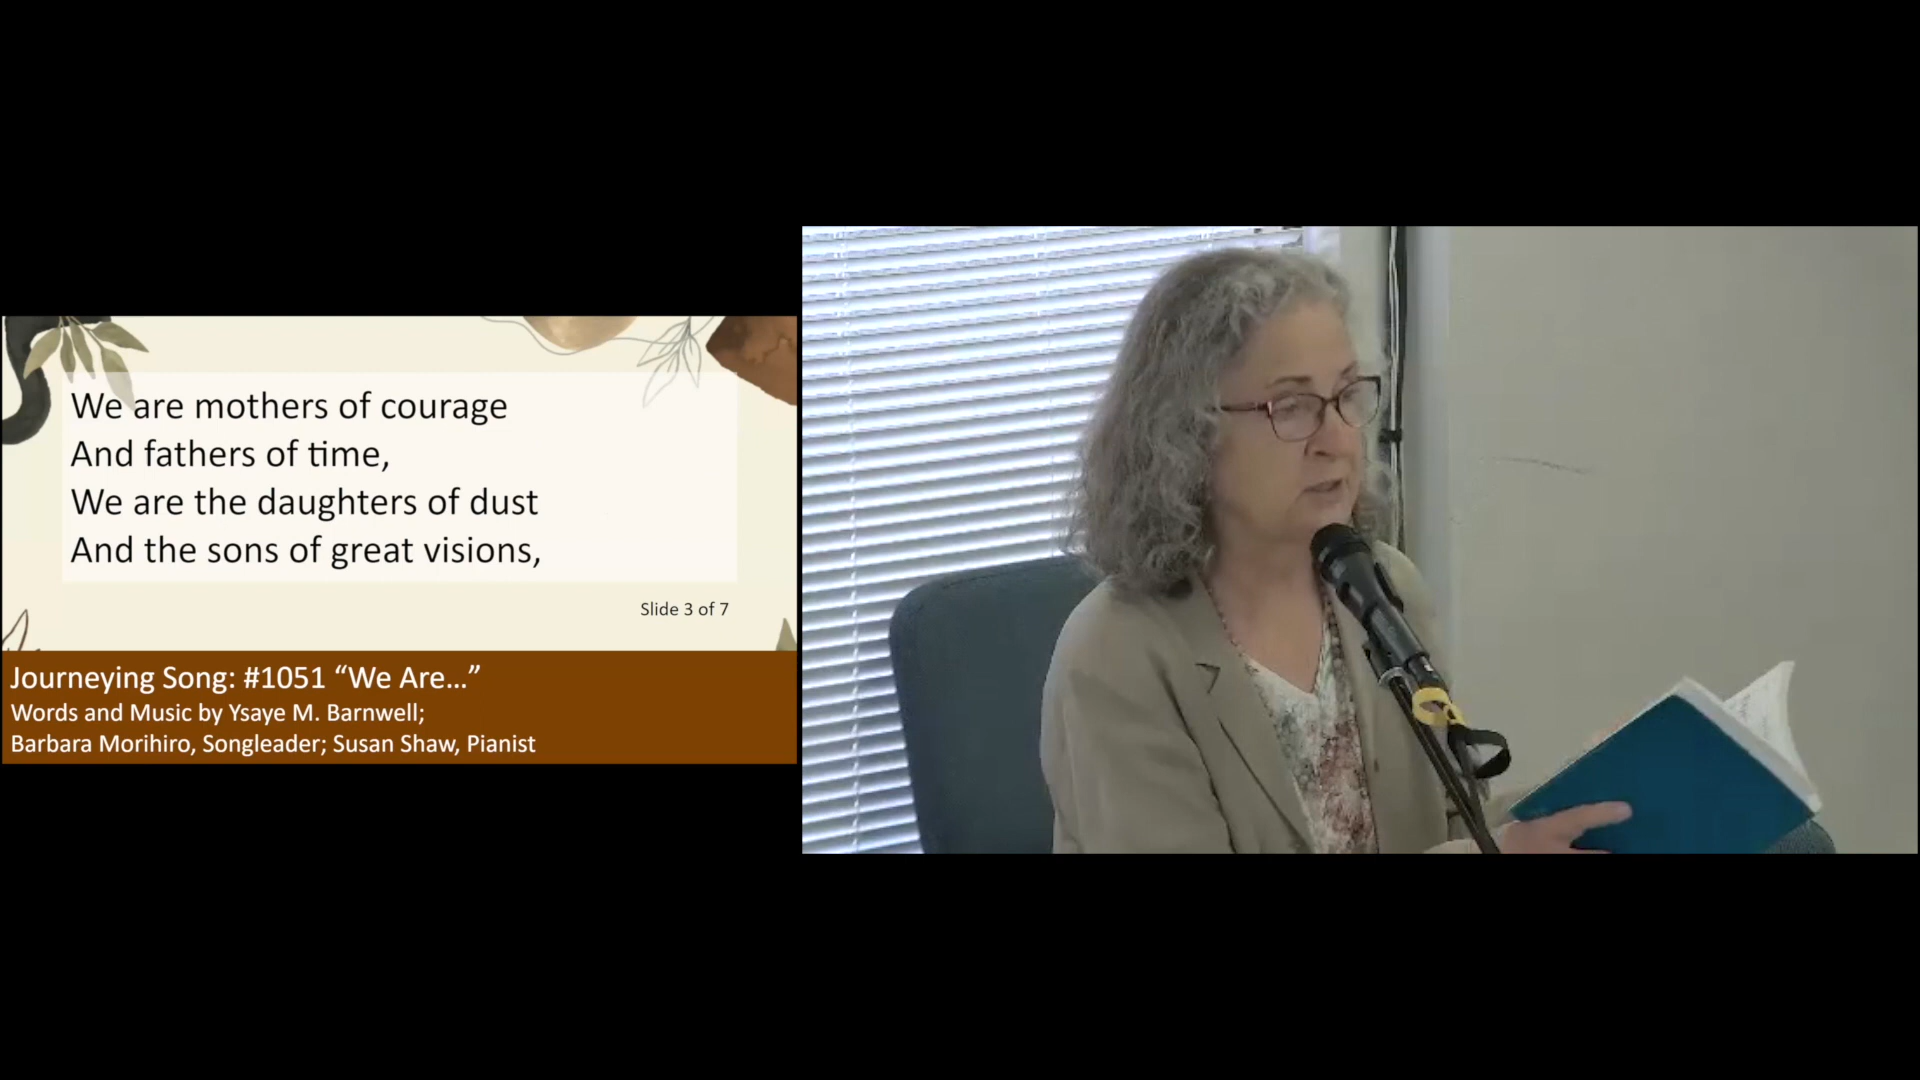 We are mothers of courage
And fathers of time,
We are the daughters of dust
And the sons of great visions,
Slide 3 of 7
Journeying Song: #1051 “We Are...”
Words and Music by Ysaye M. Barnwell;
Barbara Morihiro, Songleader; Susan Shaw, Pianist